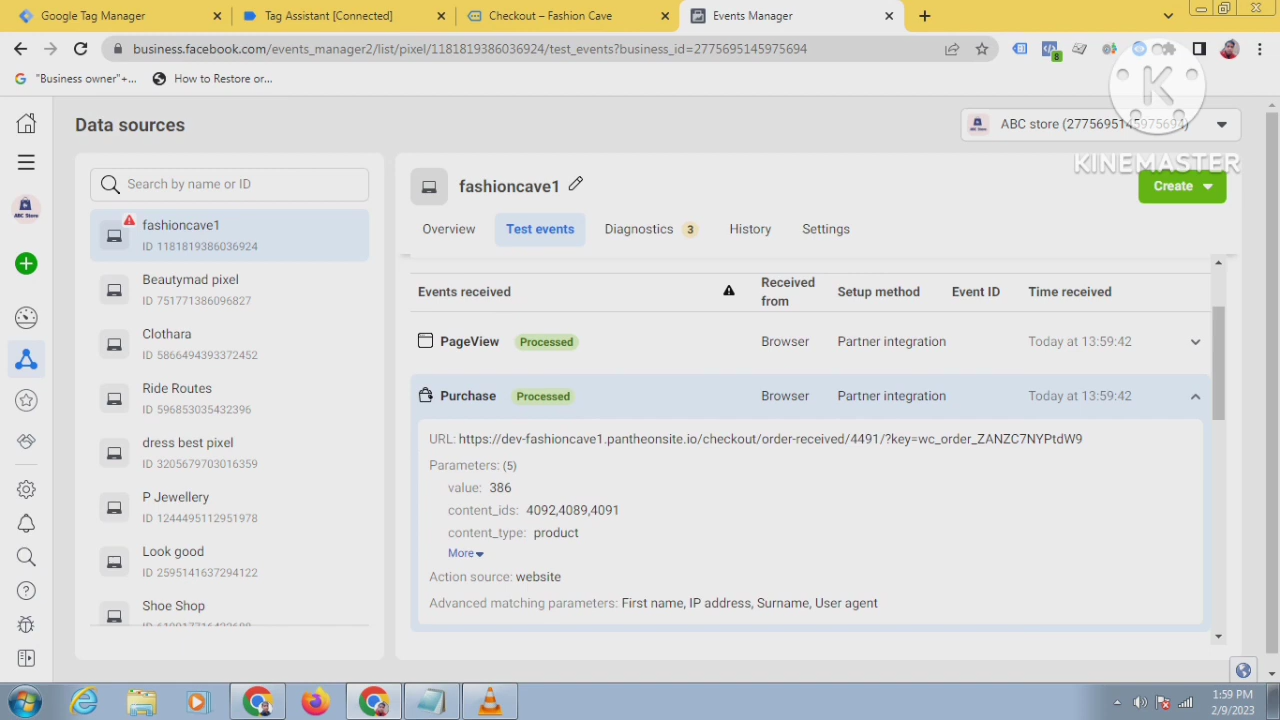 Google Tag Manager
Tag Assistant [Connected]
Checkout – Fashion Cave
Events Manager
business.facebook.com/events_manager2/list/pixel/1181819386036924/test_events?business_id=2775695145975694
8
"Business owner"+...
How to Restore or...
Data sources
ABC store (2775695145975694)
K
KINEMASTER
Search by name or ID
fashioncave1
Create
ABC Store
fashioncave1
ID 1181819386036924
Overview
Test events
Diagnostics 3
History
Settings
Beautymad pixel
ID 751771386096827
Clothara
ID 5866494393372452
Ride Routes
ID 596853035432396
dress best pixel
ID 3205679703016359
P Jewellery
ID 1244495112951978
Look good
ID 2595141637294122
Shoe Shop
Events received
Received from
Setup method
Event ID
Time received
PageView Processed Browser Partner integration Today at 13:59:42
Purchase Processed Browser Partner integration Today at 13:59:42
URL: https://dev-fashioncave1.pantheonsite.io/checkout/order-received/4491/?key=wc_order_ZANZC7NYPtdW9
Parameters: (5)
value: 386
content_ids: 4092,4089,4091
content_type: product
More
Action source: website
Advanced matching parameters: First name, IP address, Surname, User agent
1:59 PM
2/9/2023